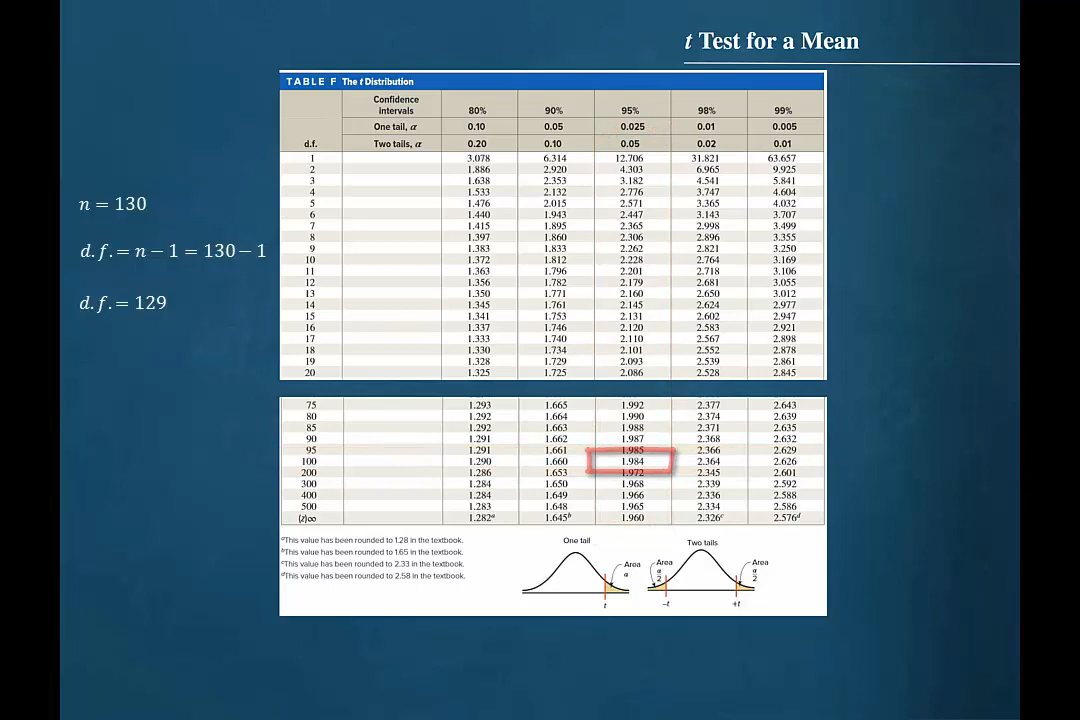 t Test for a Mean
n = 130
d.f. = n − 1 = 130 − 1
d.f. = 129
TABLE F The t Distribution
Confidence intervals 80% 90% 95% 98% 99%
One tail, α 0.10 0.05 0.025 0.01 0.005
d.f. Two tails, α 0.20 0.10 0.05 0.02 0.01
1 3.078 6.314 12.706 31.821 63.657
2 1.886 2.920 4.303 6.965 9.925
3 1.638 2.353 3.182 4.541 5.841
4 1.533 2.132 2.776 3.747 4.604
5 1.476 2.015 2.571 3.365 4.032
6 1.440 1.943 2.447 3.143 3.707
7 1.415 1.895 2.365 2.998 3.499
8 1.397 1.860 2.306 2.896 3.355
9 1.383 1.833 2.262 2.821 3.250
10 1.372 1.812 2.228 2.764 3.169
11 1.363 1.796 2.201 2.718 3.106
12 1.356 1.782 2.179 2.681 3.055
13 1.350 1.771 2.160 2.650 3.012
14 1.345 1.761 2.145 2.624 2.977
15 1.341 1.753 2.131 2.602 2.947
16 1.337 1.746 2.120 2.583 2.921
17 1.333 1.740 2.110 2.567 2.898
18 1.330 1.734 2.101 2.552 2.878
19 1.328 1.729 2.093 2.539 2.861
20 1.325 1.725 2.086 2.528 2.845
75 1.293 1.665 1.992 2.377 2.643
80 1.292 1.664 1.990 2.374 2.639
85 1.292 1.663 1.988 2.371 2.635
90 1.291 1.662 1.987 2.368 2.632
95 1.291 1.661 1.985 2.366 2.629
100 1.290 1.660 1.984 2.364 2.626
200 1.286 1.653 1.972 2.345 2.601
300 1.284 1.650 1.968 2.339 2.592
400 1.284 1.649 1.966 2.336 2.588
500 1.283 1.648 1.965 2.334 2.586
(z)∞ 1.282ᵃ 1.645ᵇ 1.960 2.326ᶜ 2.576ᵈ
ᵃThis value has been rounded to 1.28 in the textbook.
ᵇThis value has been rounded to 1.65 in the textbook.
ᶜThis value has been rounded to 2.33 in the textbook.
ᵈThis value has been rounded to 2.58 in the textbook.
One tail
Area
α
t
Two tails
Area
α/2
Area
α/2
−t
+t